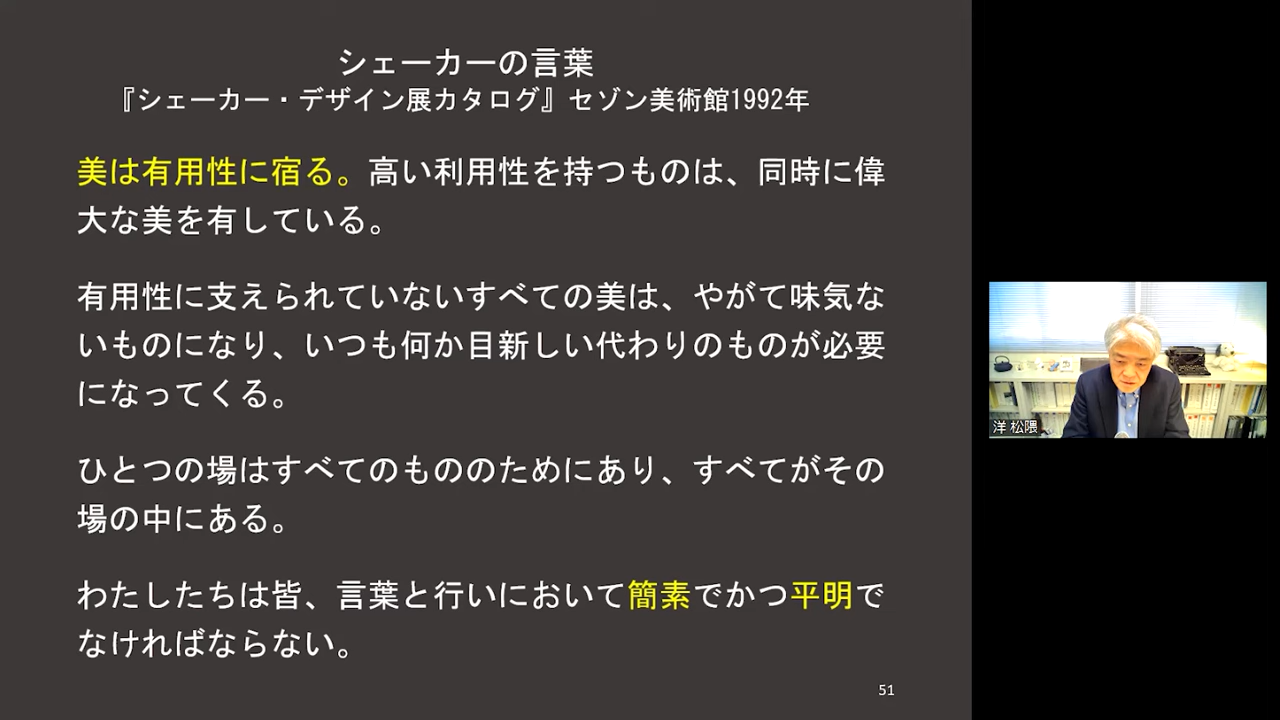 シェーカーの言葉
『シェーカー・デザイン展カタログ』セゾン美術館1992年
美は有用性に宿る。高い利用性を持つものは、同時に偉
大な美を有している。
有用性に支えられていないすべての美は、やがて味気な
いものになり、いつも何か目新しい代わりのものが必要
になってくる。
ひとつの場はすべてのもののためにあり、すべてがその
場の中にある。
わたしたちは皆、言葉と行いにおいて簡素でかつ平明で
なければならない。
51
洋 松隈